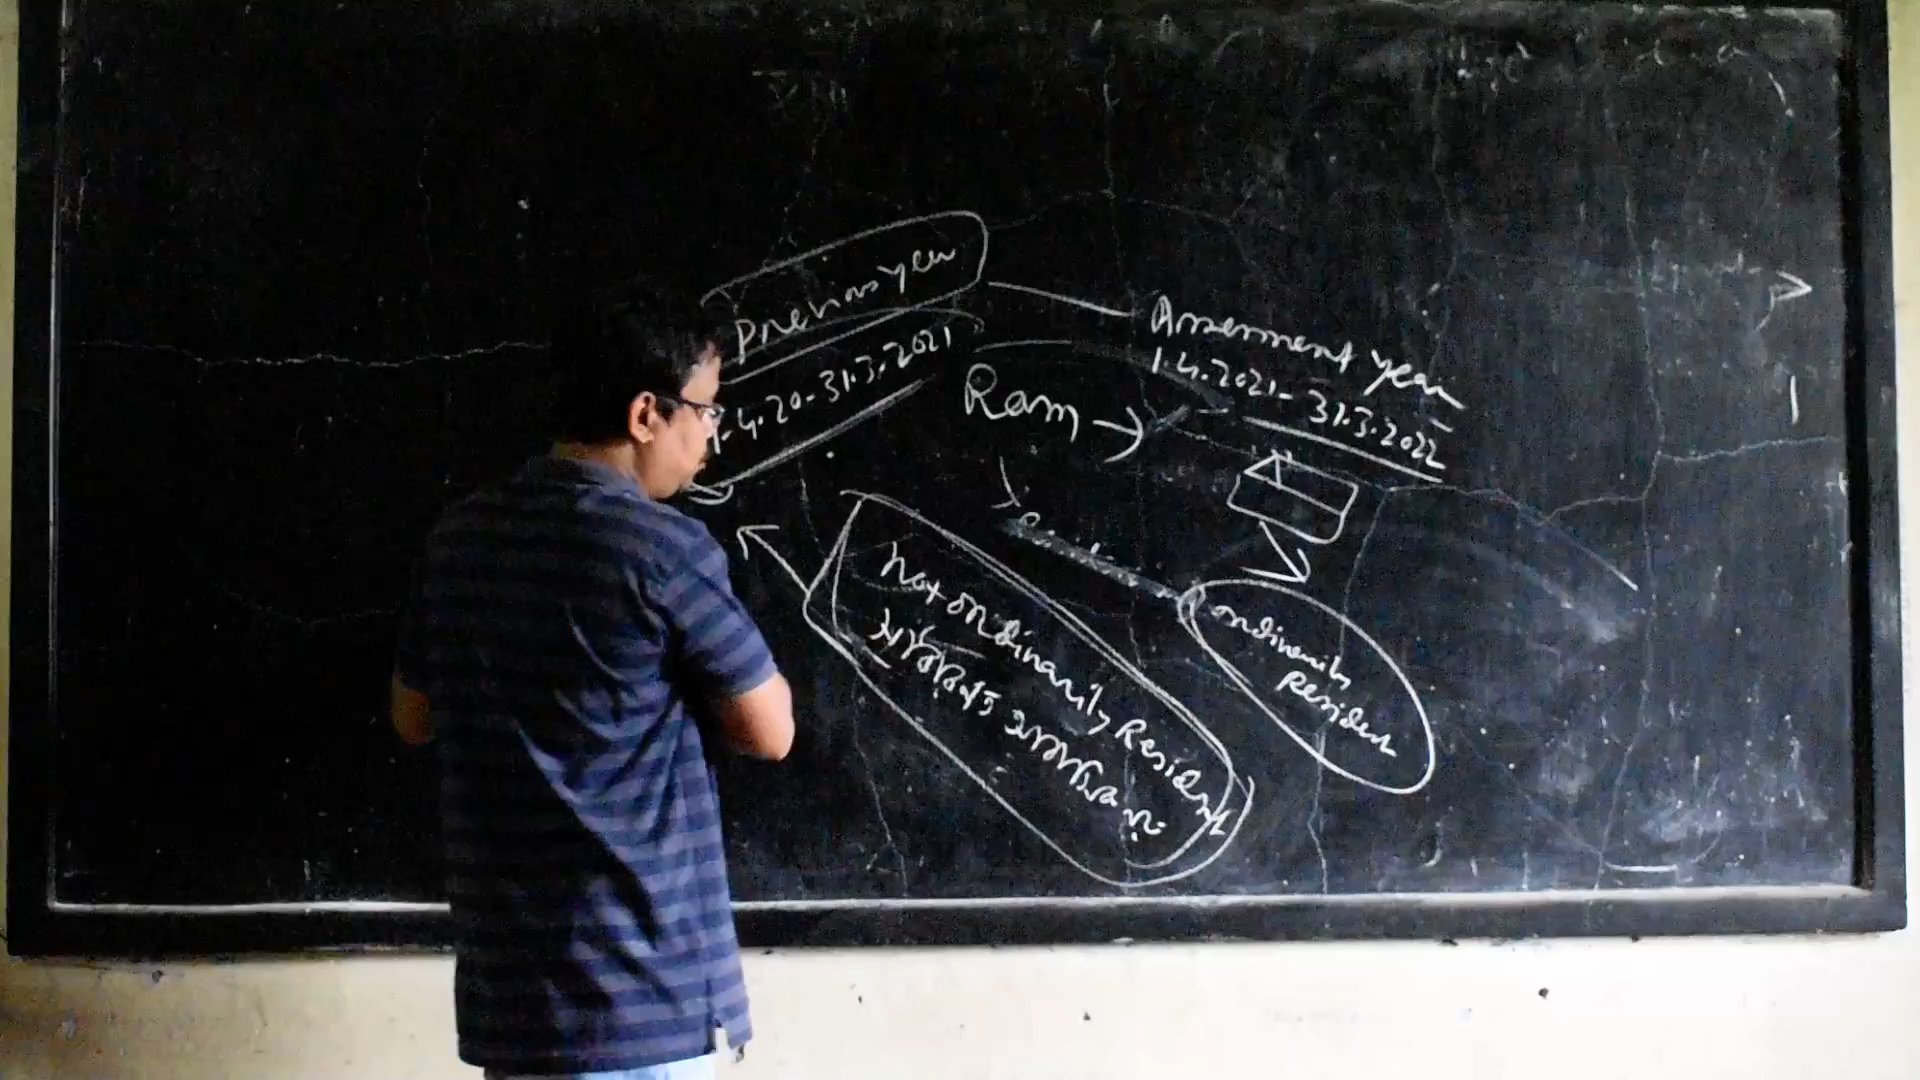 VIII
Previous year
1.4.20-31.3.2021
Assessment year
1.4.2021-31.3.2022
Ram
Not ordinarily Resident
ordinarily
Resident